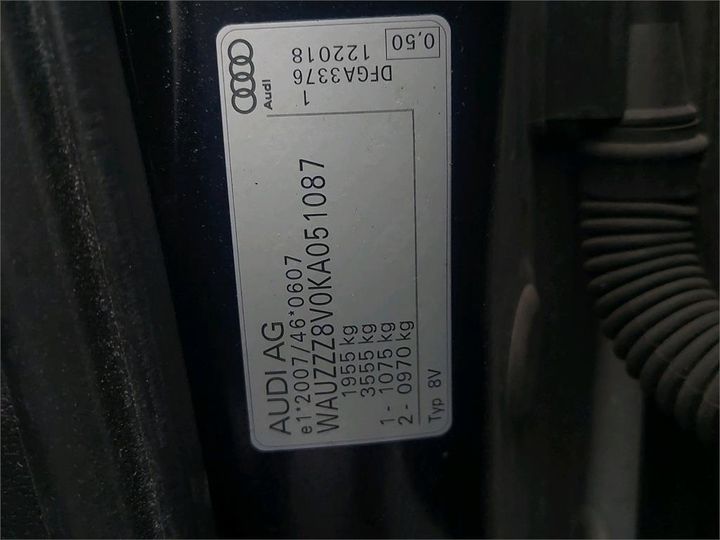 AUDI AG
Audi
e1*2007/46*0607
1
WAUZZZ8V0KA051087
1955 kg
3555 kg
1- 1075 kg
2- 0970 kg
Typ 8V
DFGA3376
122018
0,50